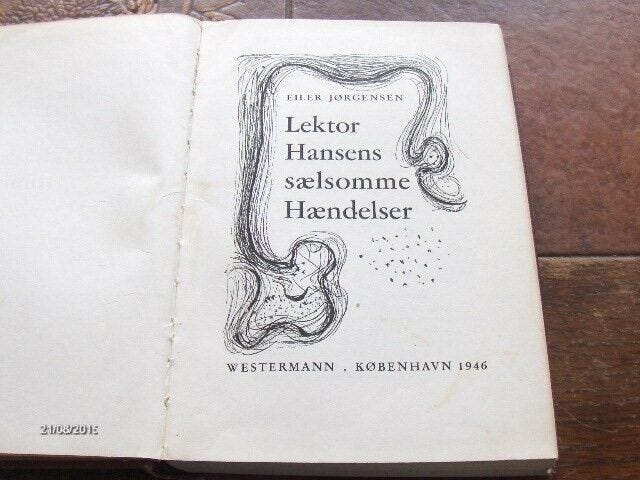 EILER JØRGENSEN
Lektor
Hansens
sælsomme
Hændelser
WESTERMANN . KØBENHAVN 1946
21/08/2015